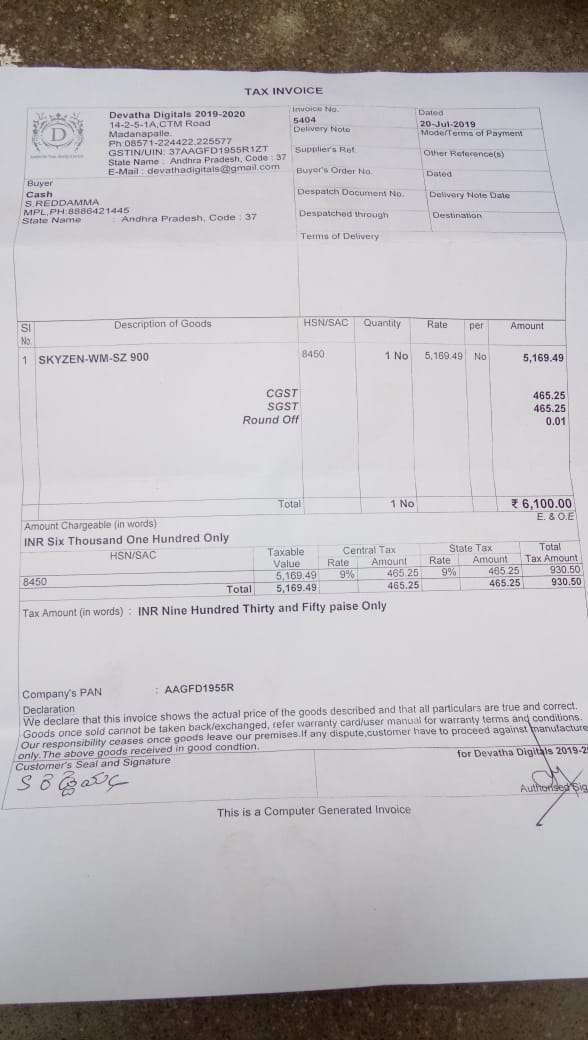 TAX INVOICE
Devatha Digitals 2019-2020
14-2-5-1A,CTM Road
Madanapalle.
Ph:08571-224422,225577
GSTIN/UIN: 37AAGFD1955R1ZT
State Name : Andhra Pradesh, Code : 37
E-Mail : devathadigitals@gmail.com
D
Invoice No.
5404
Dated
20-Jul-2019
Delivery Note
Mode/Terms of Payment
Supplier's Ref.
Other Reference(s)
Buyer's Order No.
Dated
Despatch Document No.
Delivery Note Date
Despatched through
Destination
Terms of Delivery
Buyer
Cash
S.REDDAMMA
MPL,PH:8886421445
State Name : Andhra Pradesh, Code : 37
Sl No. Description of Goods HSN/SAC Quantity Rate per Amount
1 SKYZEN-WM-SZ 900 8450 1 No 5,169.49 No 5,169.49
CGST 465.25
SGST 465.25
Round Off 0.01
Total 1 No ₹ 6,100.00
Amount Chargeable (in words) E. & O.E
INR Six Thousand One Hundred Only
HSN/SAC Taxable Value Central Tax State Tax Total Tax Amount
Rate Amount Rate Amount
8450 5,169.49 9% 465.25 9% 465.25 930.50
Total 5,169.49 465.25 465.25 930.50
Tax Amount (in words) : INR Nine Hundred Thirty and Fifty paise Only
Company's PAN : AAGFD1955R
Declaration
We declare that this invoice shows the actual price of the goods described and that all particulars are true and correct.
Goods once sold cannot be taken back/exchanged, refer warranty card/user manual for warranty terms and conditions.
Our responsibility ceases once goods leave our premises.If any dispute,customer have to proceed against manufacture
only.The above goods received in good condtion.
Customer's Seal and Signature
for Devatha Digitals 2019-2
Authorised Sig
This is a Computer Generated Invoice